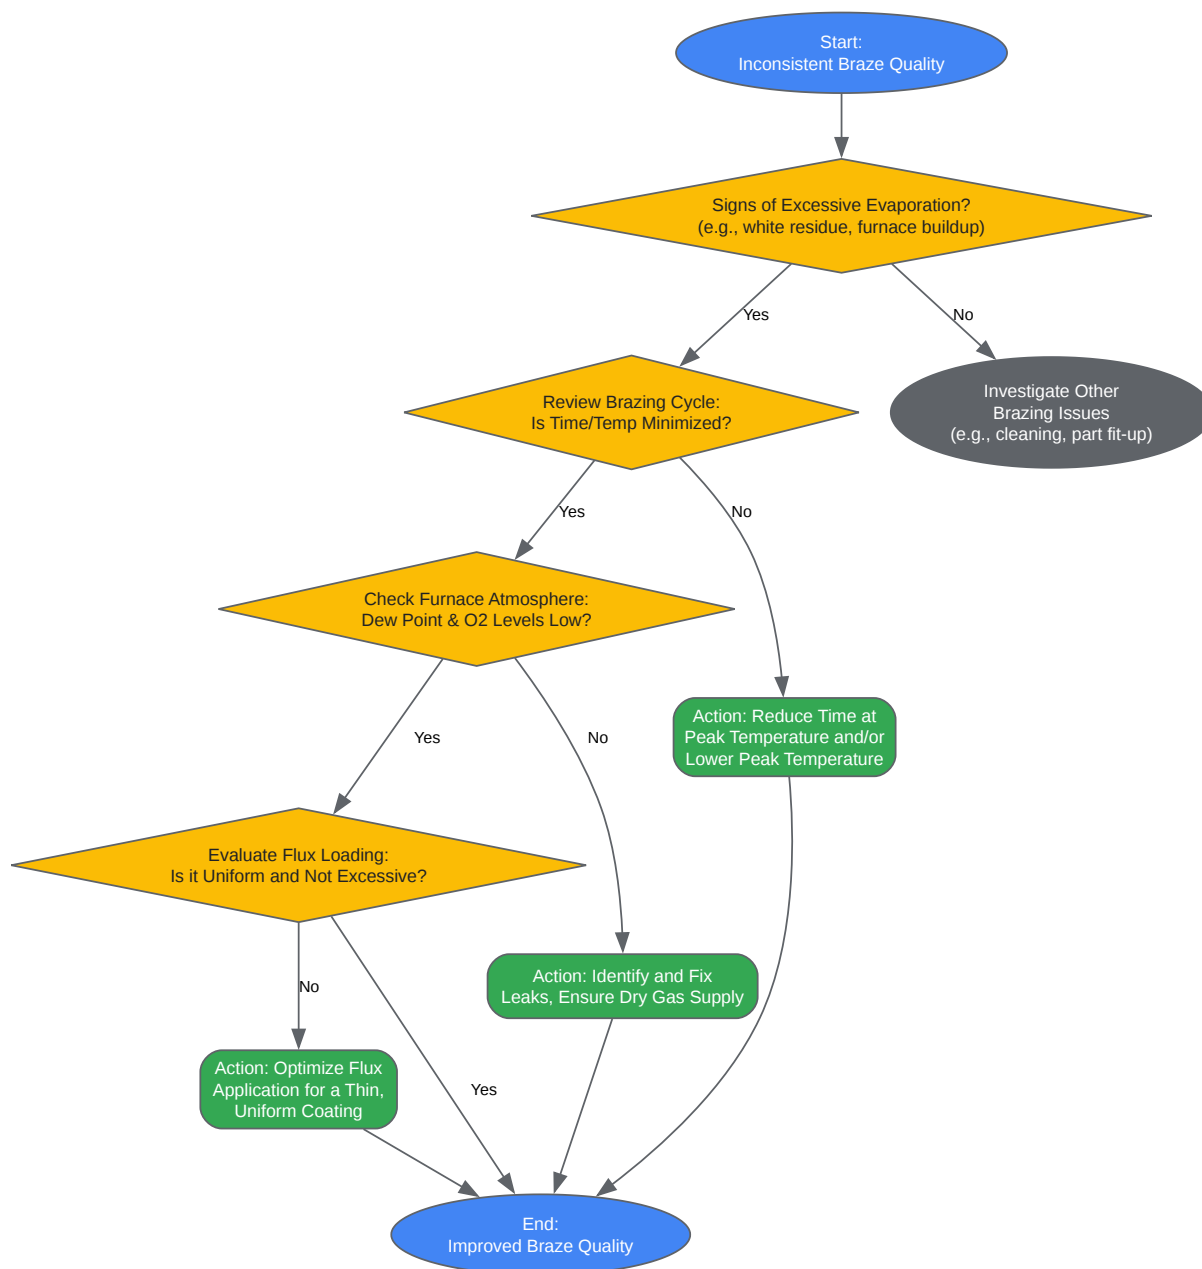 Start:
Inconsistent Braze Quality
Signs of Excessive Evaporation?
(e.g., white residue, furnace buildup)
Yes
No
Review Brazing Cycle:
Is Time/Temp Minimized?
Investigate Other
Brazing Issues
(e.g., cleaning, part fit-up)
Yes
No
Check Furnace Atmosphere:
Dew Point & O2 Levels Low?
Action: Reduce Time at
Peak Temperature and/or
Lower Peak Temperature
Yes
No
Evaluate Flux Loading:
Is it Uniform and Not Excessive?
Action: Identify and Fix
Leaks, Ensure Dry Gas Supply
No
Yes
Action: Optimize Flux
Application for a Thin,
Uniform Coating
End:
Improved Braze Quality